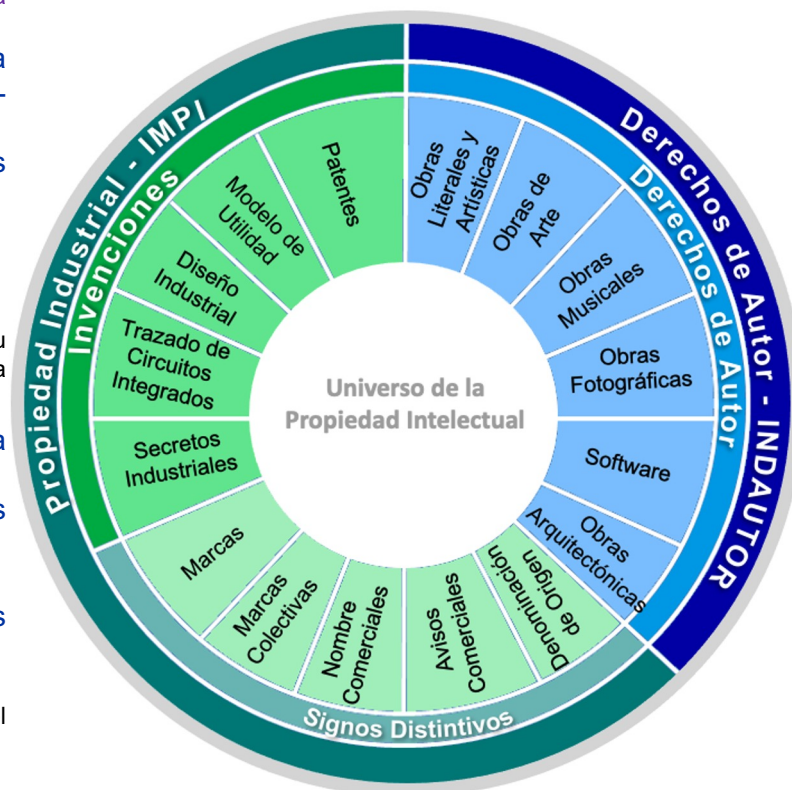 Propiedad Industrial - IMPI
Invenciones
Patentes
Modelo de
Utilidad
Diseño
Industrial
Trazado de
Circuitos
Integrados
Secretos
Industriales
Derechos de Autor - INDAUTOR
Derechos de Autor
Obras
Literales y
Artísticas
Obras de
Arte
Obras
Musicales
Obras
Fotográficas
Software
Obras
Arquitectónicas
Universo de la
Propiedad Intelectual
Marcas
Marcas
Colectivas
Nombre
Comerciales
Avisos
Comerciales
Denominación
de Origen
Signos Distintivos